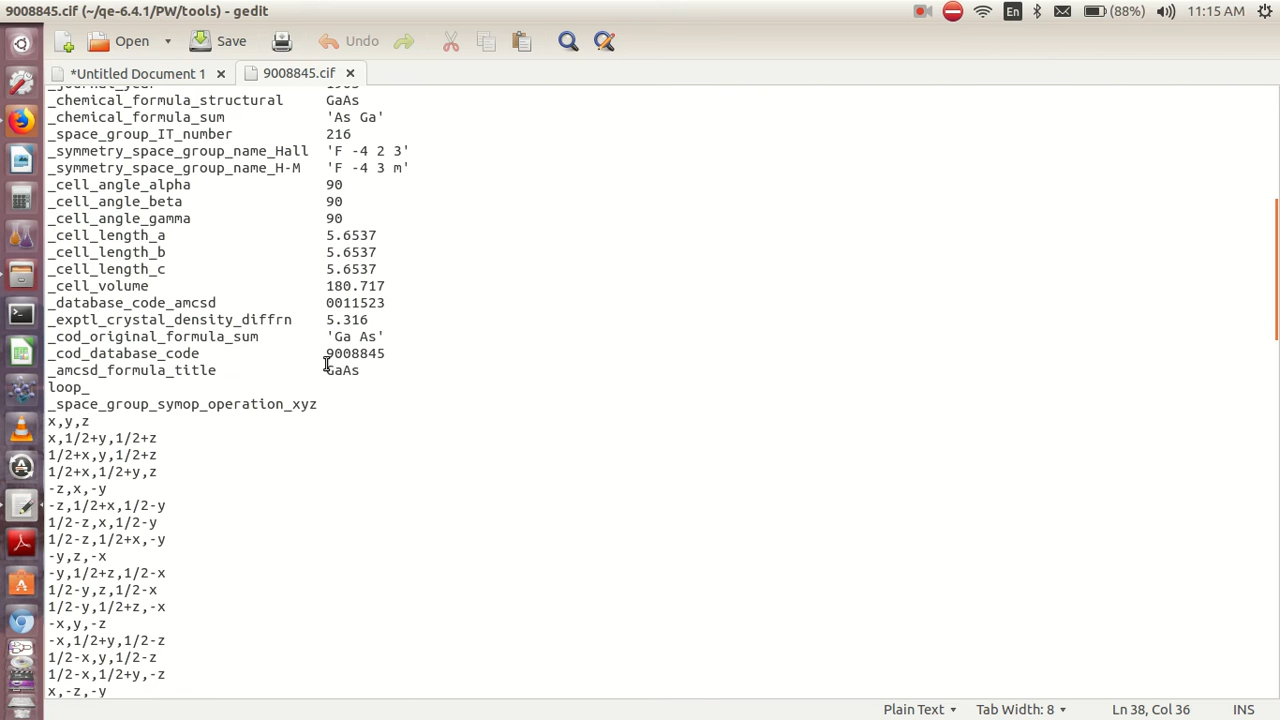 9008845.cif (~/qe-6.4.1/PW/tools) - gedit
En
(88%)
11:15 AM
Open
Save
Undo
*Untitled Document 1
9008845.cif
_journal_year 1965
_chemical_formula_structural GaAs
_chemical_formula_sum 'As Ga'
_space_group_IT_number 216
_symmetry_space_group_name_Hall 'F -4 2 3'
_symmetry_space_group_name_H-M 'F -4 3 m'
_cell_angle_alpha 90
_cell_angle_beta 90
_cell_angle_gamma 90
_cell_length_a 5.6537
_cell_length_b 5.6537
_cell_length_c 5.6537
_cell_volume 180.717
_database_code_amcsd 0011523
_exptl_crystal_density_diffrn 5.316
_cod_original_formula_sum 'Ga As'
_cod_database_code 9008845
_amcsd_formula_title GaAs
loop_
_space_group_symop_operation_xyz
x,y,z
x,1/2+y,1/2+z
1/2+x,y,1/2+z
1/2+x,1/2+y,z
-z,x,-y
-z,1/2+x,1/2-y
1/2-z,x,1/2-y
1/2-z,1/2+x,-y
-y,z,-x
-y,1/2+z,1/2-x
1/2-y,z,1/2-x
1/2-y,1/2+z,-x
-x,y,-z
-x,1/2+y,1/2-z
1/2-x,y,1/2-z
1/2-x,1/2+y,-z
x,-z,-y
Plain Text
Tab Width: 8
Ln 38, Col 36
INS